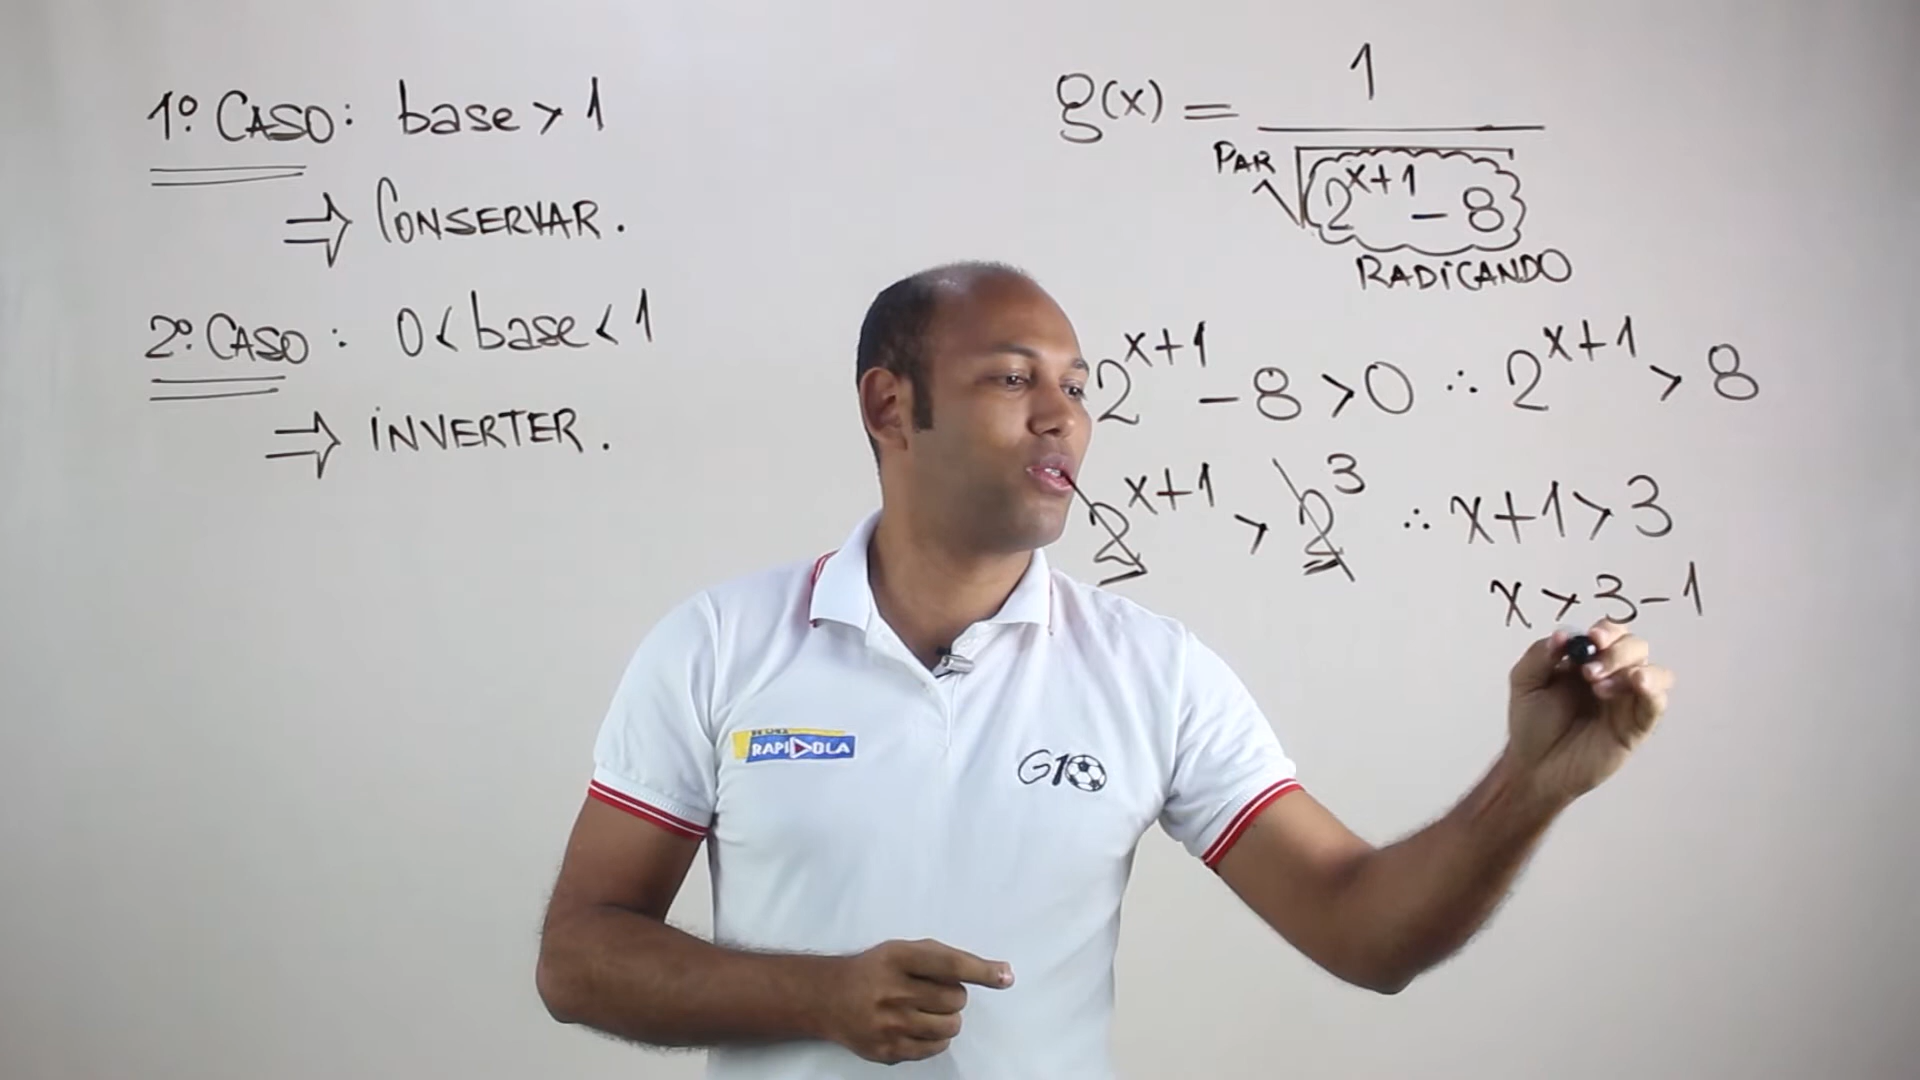 1º CASO: base > 1
⇒ CONSERVAR.
2º CASO: 0 < base < 1
⇒ INVERTER.
g(x) = 1
PAR √ 2^(x+1) - 8
RADICANDO
2^(x+1) - 8 > 0 ∴ 2^(x+1) > 8
2^(x+1) > 2^3 ∴ x+1 > 3
x > 3 - 1
RAPIDOLA
G10